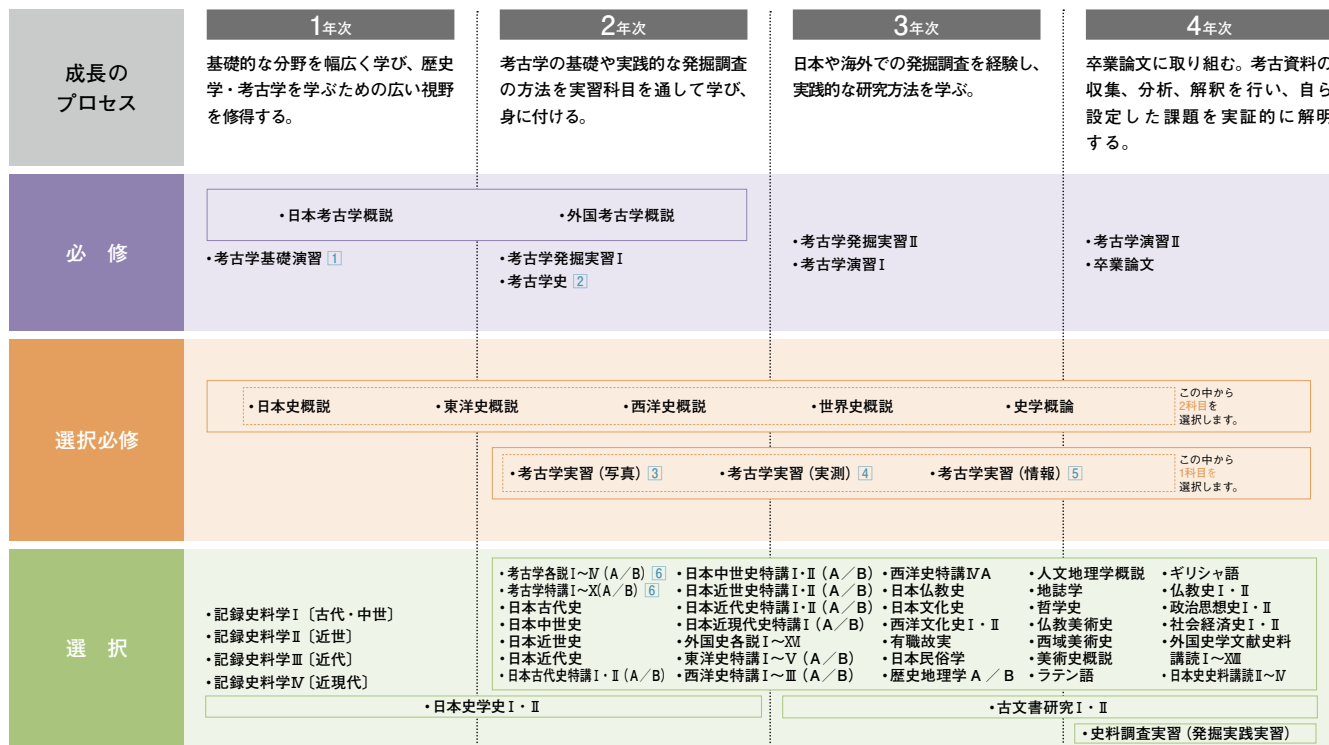 成長の
プロセス
1年次
基礎的な分野を幅広く学び、歴史
学・考古学を学ぶための広い視野
を修得する。
2年次
考古学の基礎や実践的な発掘調査
の方法を実習科目を通して学び、
身に付ける。
3年次
日本や海外での発掘調査を経験し、
実践的な研究方法を学ぶ。
4年次
卒業論文に取り組む。考古資料の
収集、分析、解釈を行い、自ら
設定した課題を実証的に解明
する。
必 修
・日本考古学概説
・外国考古学概説
・考古学基礎演習 1
・考古学発掘実習Ⅰ
・考古学史 2
・考古学発掘実習Ⅱ
・考古学演習Ⅰ
・考古学演習Ⅱ
・卒業論文
選択必修
・日本史概説
・東洋史概説
・西洋史概説
・世界史概説
・史学概論
この中から
2科目を
選択します。
・考古学実習(写真) 3
・考古学実習(実測) 4
・考古学実習(情報) 5
この中から
1科目を
選択します。
選 択
・記録史料学Ⅰ〔古代・中世〕
・記録史料学Ⅱ〔近世〕
・記録史料学Ⅲ〔近代〕
・記録史料学Ⅳ〔近現代〕
・考古学各説Ⅰ〜Ⅳ(A/B) 6
・考古学特講Ⅰ〜Ⅹ(A/B) 6
・日本古代史
・日本中世史
・日本近世史
・日本近代史
・日本古代史特講Ⅰ・Ⅱ(A/B)
・日本中世史特講Ⅰ・Ⅱ(A/B)
・日本近世史特講Ⅰ・Ⅱ(A/B)
・日本近代史特講Ⅰ・Ⅱ(A/B)
・日本近現代史特講Ⅰ(A/B)
・外国史各説Ⅰ〜XVI
・東洋史特講Ⅰ〜Ⅴ(A/B)
・西洋史特講Ⅰ〜Ⅲ(A/B)
・西洋史特講ⅣA
・日本仏教史
・日本文化史
・西洋文化史Ⅰ・Ⅱ
・有職故実
・日本民俗学
・歴史地理学A/B
・人文地理学概説
・地誌学
・哲学史
・仏教美術史
・西域美術史
・美術史概説
・ラテン語
・ギリシャ語
・仏教史Ⅰ・Ⅱ
・政治思想史Ⅰ・Ⅱ
・社会経済史Ⅰ・Ⅱ
・外国史学文献史料
講読Ⅰ〜XIII
・日本史史料講読Ⅱ〜Ⅳ
・日本史学史Ⅰ・Ⅱ
・古文書研究Ⅰ・Ⅱ
・史料調査実習(発掘実践実習)